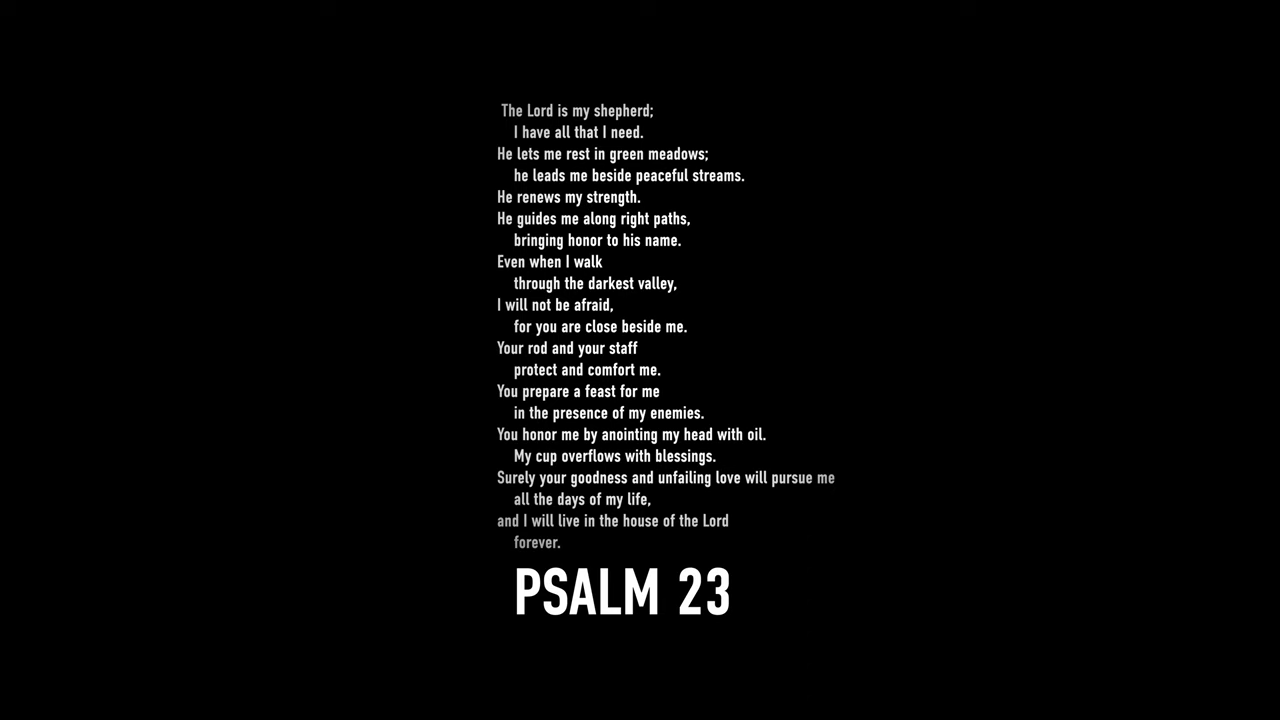 The Lord is my shepherd;
I have all that I need.
He lets me rest in green meadows;
he leads me beside peaceful streams.
He renews my strength.
He guides me along right paths,
bringing honor to his name.
Even when I walk
through the darkest valley,
I will not be afraid,
for you are close beside me.
Your rod and your staff
protect and comfort me.
You prepare a feast for me
in the presence of my enemies.
You honor me by anointing my head with oil.
My cup overflows with blessings.
Surely your goodness and unfailing love will pursue me
all the days of my life,
and I will live in the house of the Lord
forever.
PSALM 23